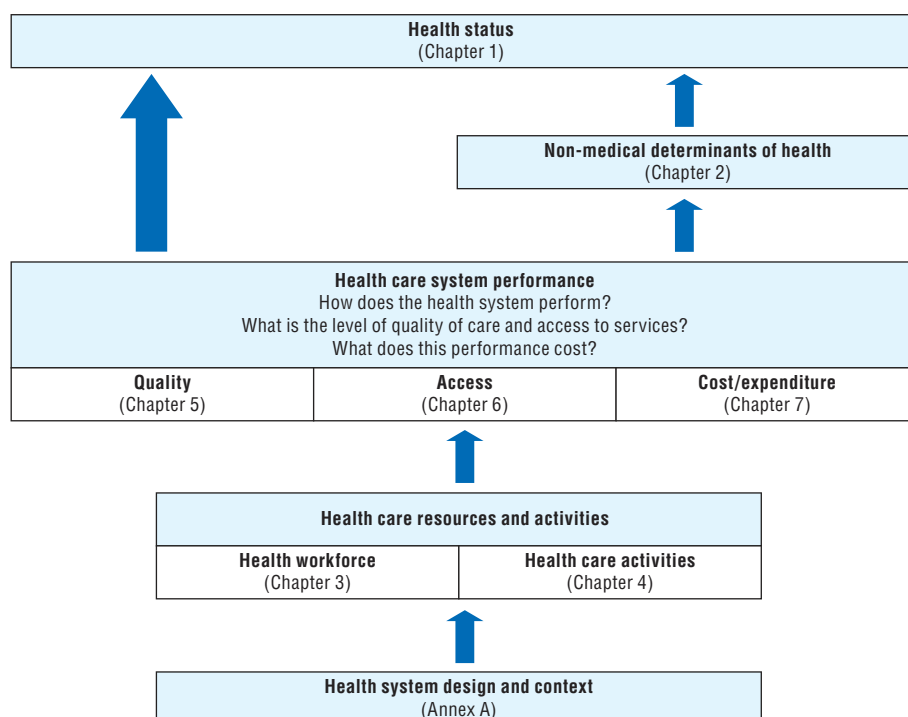 Health status
(Chapter 1)
Non-medical determinants of health
(Chapter 2)
Health care system performance
How does the health system perform?
What is the level of quality of care and access to services?
What does this performance cost?
Quality
(Chapter 5)
Access
(Chapter 6)
Cost/expenditure
(Chapter 7)
Health care resources and activities
Health workforce
(Chapter 3)
Health care activities
(Chapter 4)
Health system design and context
(Annex A)